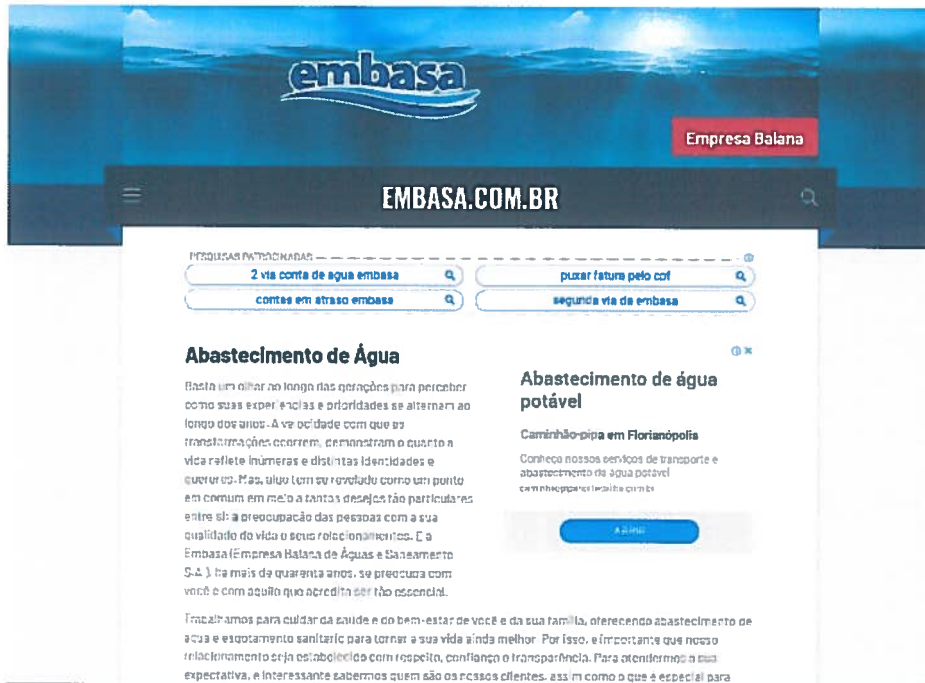 embasa
Empresa Baiana
EMBASA.COM.BR
PESQUISAS PATROCINADAS
2 via conta de agua embasa
puxar fatura pelo cpf
contas em atraso embasa
segunda via da embasa
Abastecimento de Água
Basta um olhar ao longo das gerações para perceber
como suas experiências e prioridades se alternam ao
longo dos anos. A velocidade com que as
transformações ocorrem, demonstram o quanto a
vida reflete inúmeras e distintas identidades e
quereres. Mas, algo tem se revelado como um ponto
em comum em meio a tantos desejos tão particulares
entre si: a preocupação das pessoas com a sua
qualidade de vida e seus relacionamentos. E a
Embasa (Empresa Baiana de Águas e Saneamento
S.A.), há mais de quarenta anos, se preocupa com
você e com aquilo que acredita ser tão essencial.
Abastecimento de água
potável
Caminhão-pipa em Florianópolis
Conheça nossos serviços de transporte e
abastecimento de água potável
Trabalhamos para cuidar da saúde e do bem-estar de você e da sua família, oferecendo abastecimento de
água e esgotamento sanitário para tornar a sua vida ainda melhor. Por isso, é importante que nosso
relacionamento seja estabelecido com respeito, confiança e transparência. Para atendermos a sua
expectativa, é interessante sabermos quem são os nossos clientes, assim como o que é especial para